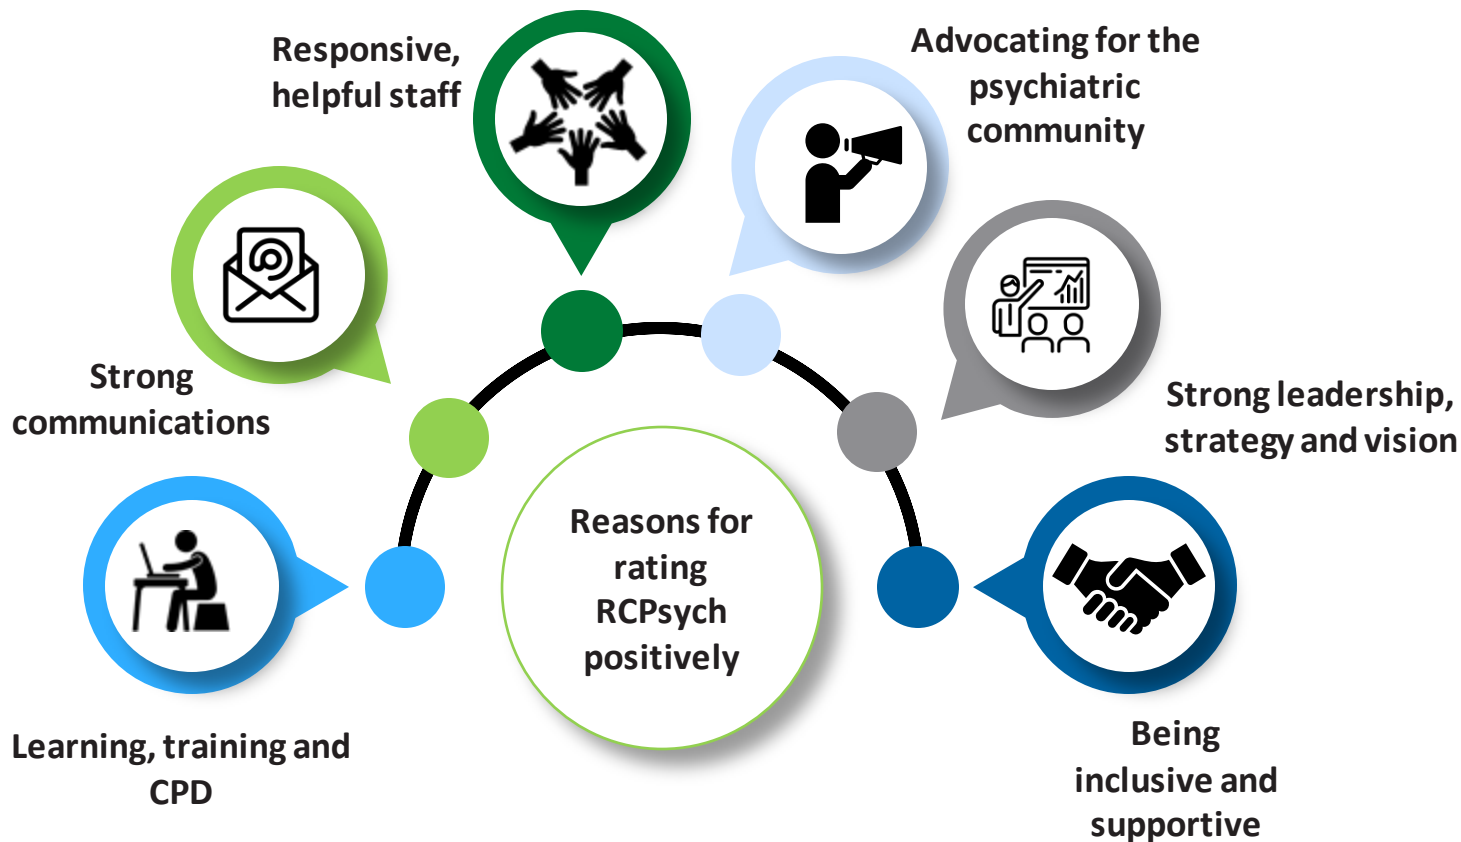 Responsive,
helpful staff
Advocating for the
psychiatric
community
Strong
communications
Strong leadership,
strategy and vision
Reasons for
rating
RCPsych
positively
Learning, training and
CPD
Being
inclusive and
supportive